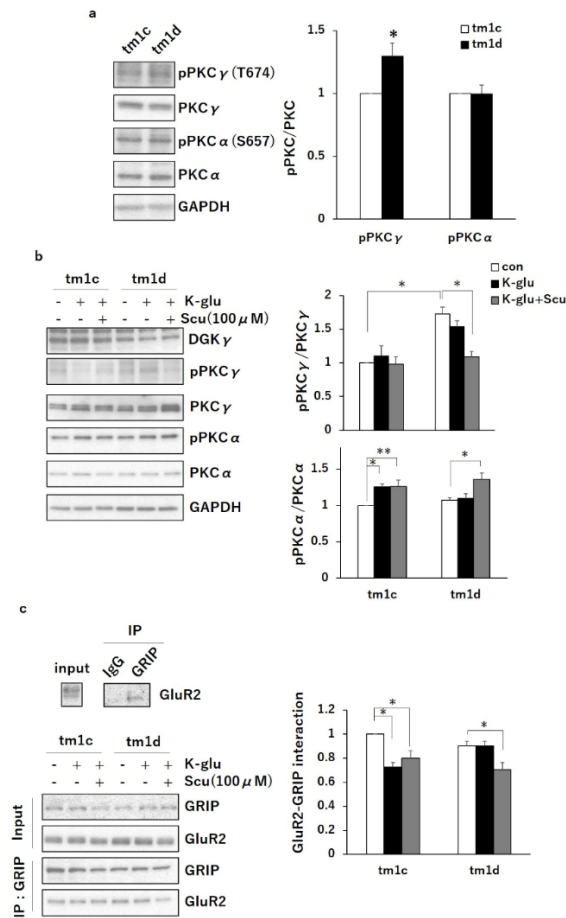 a
tm1c tm1d
pPKCγ (T674)
PKCγ
pPKCα (S657)
PKCα
GAPDH
tm1c
tm1d
pPKC/PKC
1.5
1
0.5
0
*
pPKCγ pPKCα
b
tm1c tm1d
- + + - + + K-glu
- - + - - + Scu(100μM)
DGKγ
pPKCγ
PKCγ
pPKCα
PKCα
GAPDH
con
K-glu
K-glu+Scu
pPKCγ/PKCγ
2
1.5
1
0.5
0
* *
pPKCα/PKCα
1.5
1
0.5
0
**
* *
tm1c tm1d
c
IP
input IgG GRIP
GluR2
tm1c tm1d
- + + - + + K-glu
- - + - - + Scu(100μM)
Input
GRIP
GluR2
IP : GRIP
GRIP
GluR2
GluR2-GRIP interaction
1.2
1
0.8
0.6
0.4
0.2
0
*
* *
tm1c tm1d